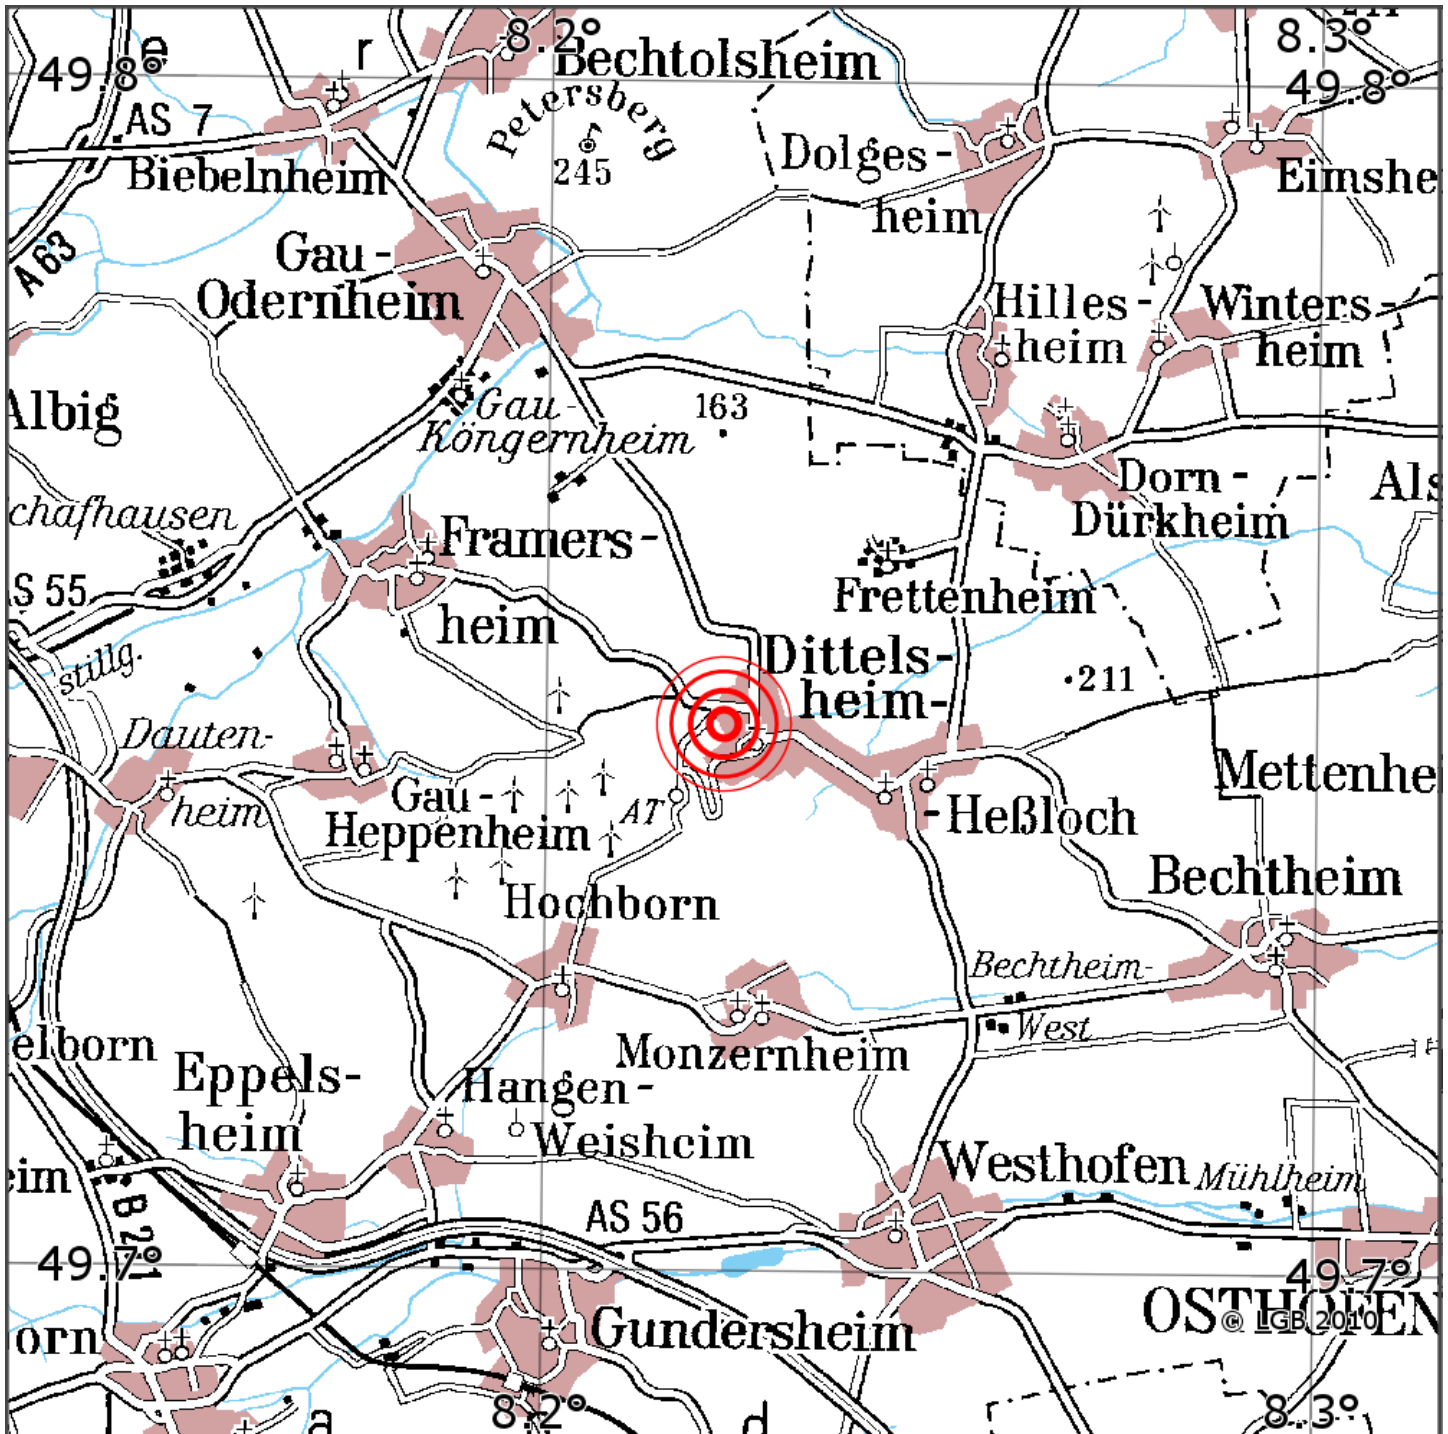 8.2°
8.3°
r
Bechtolsheim
49.8°
49.8°
AS 7
Petersberg
245
Dolges-
heim
Biebelnheim
Eimshe
A 63
Gau-
Odernheim
Hilles-
heim
Winters-
heim
Albig
Gau-
Köngernheim
163
Dorn-
Dürkheim
Als
chafhausen
Framers-
heim
S 55
Frettenheim
stillg.
Dittels-
heim-
211
Dauten-
heim
Mettenhe
Gau-
Heppenheim
AT
-Heßloch
Hochborn
Bechtheim
Bechtheim-
West
elborn
Monzernheim
Eppels-
heim
Hangen-
Weisheim
eim
Westhofen
Mühlheim
B 271
AS 56
49.7°
49.7°
OSTHOFEN
© LGB 2010
orn
Gundersheim
8.2°
8.3°
a
d